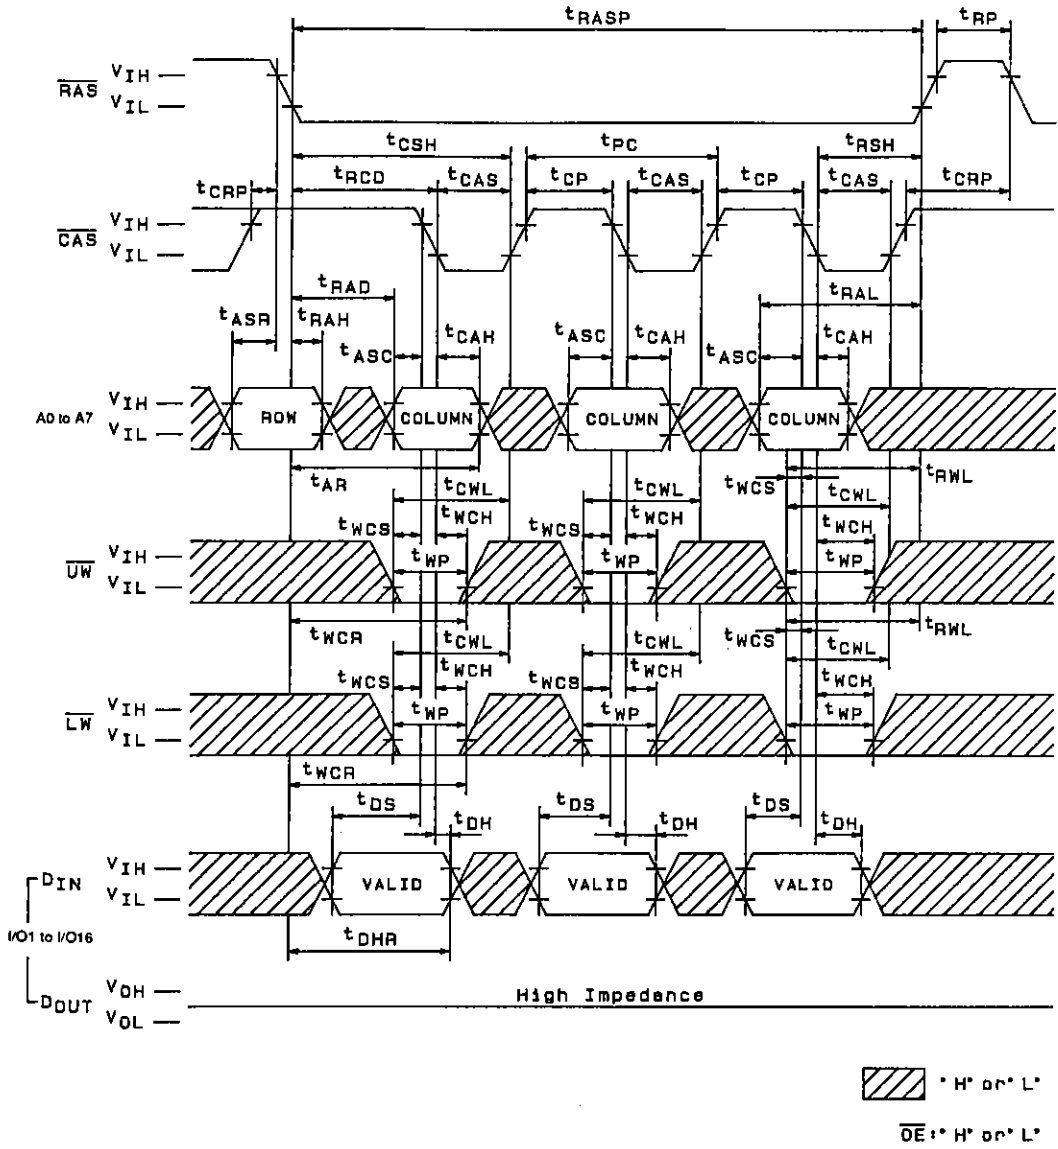 tRASP tRP
RAS VIH
VIL
tCSH tPC tRSH
tCRP tRCD tCAS tCP tCAS tCP tCAS tCRP
CAS VIH
VIL
tRAD tRAL
tASR tRAH tASC tCAH tASC tCAH tASC tCAH
A0 to A7 VIH
VIL
ROW COLUMN COLUMN COLUMN
tAR tCWL tCWL tWCS tRWL
tCWL
tWCS tWCH tWCS tWCH tWCH
UW VIH
VIL
tWP tWP tWP
tWCR tCWL tCWL tWCS tRWL
tCWL
tWCS tWCH tWCS tWCH tWCH
LW VIH
VIL
tWP tWP tWP
tWCR
tDS tDH tDS tDH tDS tDH
DIN VIH
VIL
VALID VALID VALID
I/O1 to I/O16
tDHR
DOUT VOH
VOL
High Impedance
"H" or "L"
OE: "H" or "L"